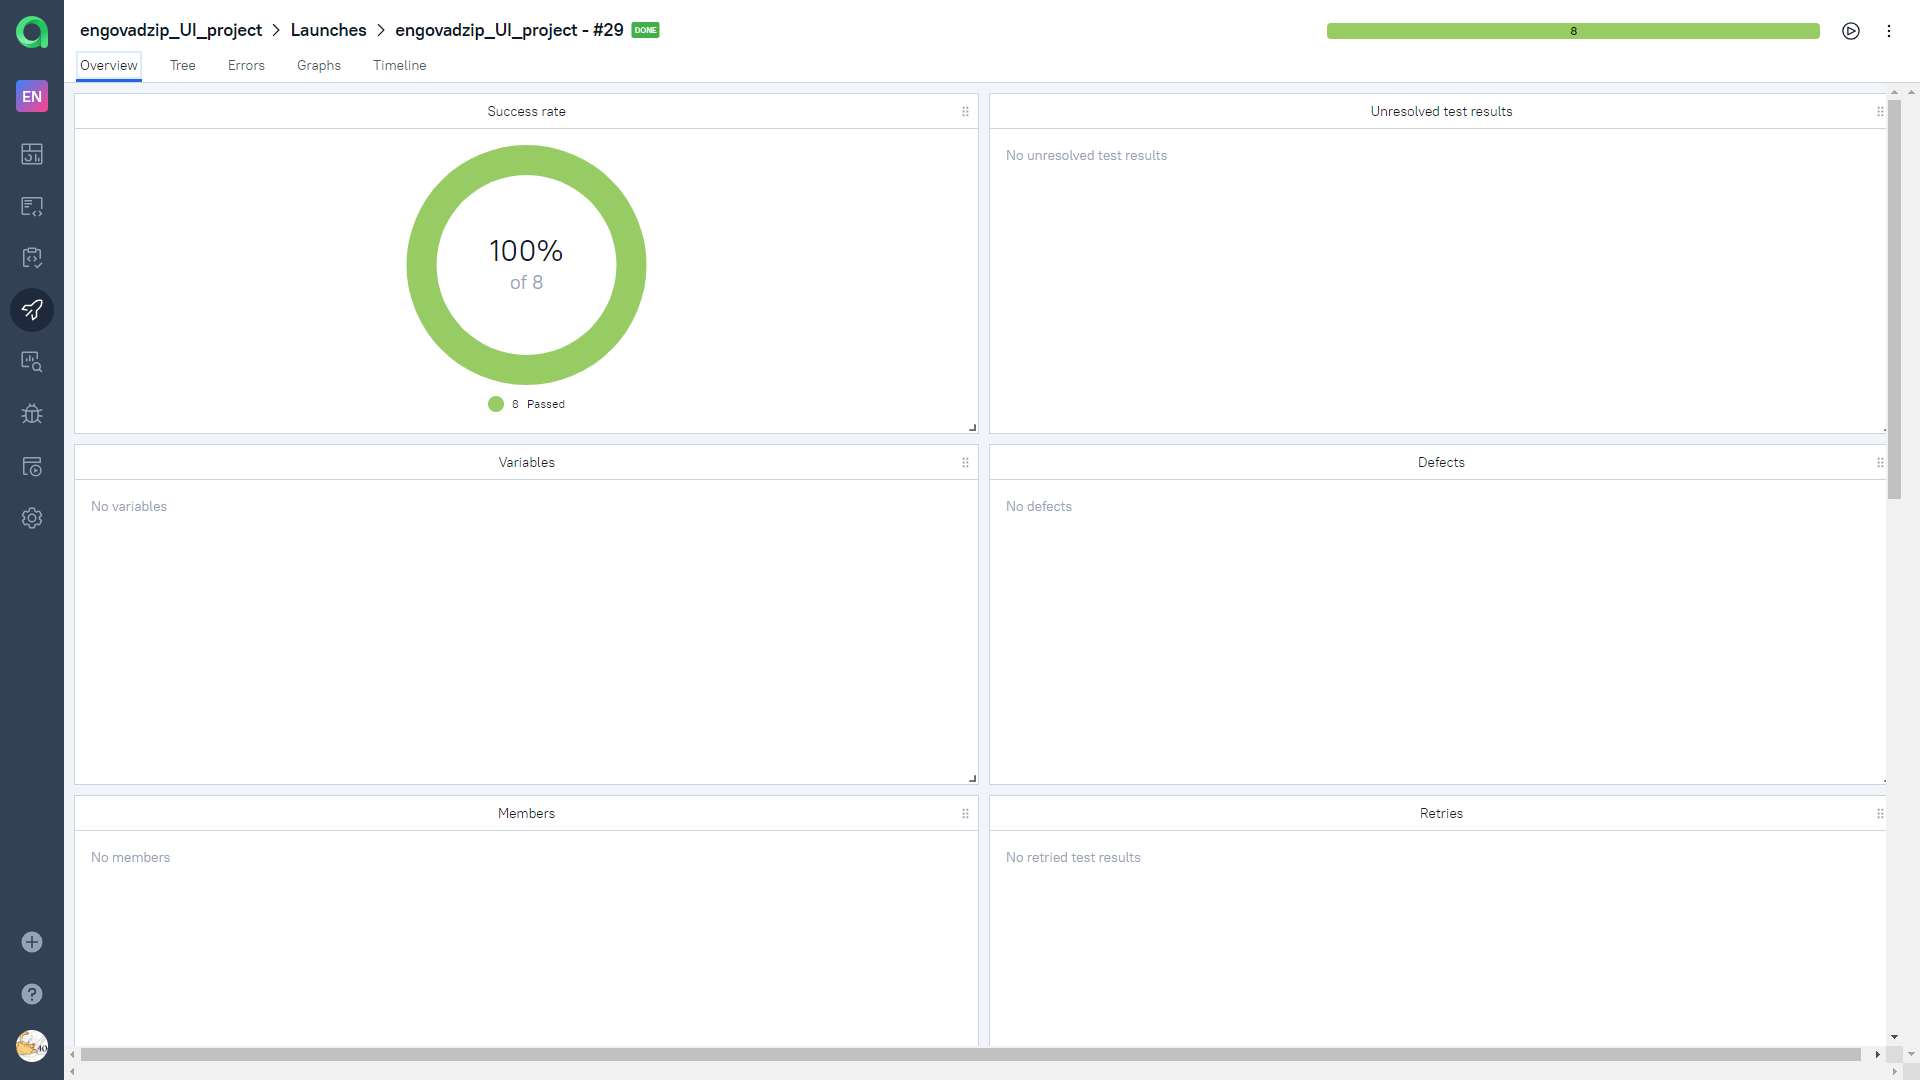 engovadzip_UI_project > Launches > engovadzip_UI_project - #29 DONE
8
EN
Overview Tree Errors Graphs Timeline
Success rate
100%
of 8
8 Passed
Unresolved test results
No unresolved test results
Variables
No variables
Defects
No defects
Members
No members
Retries
No retried test results
?